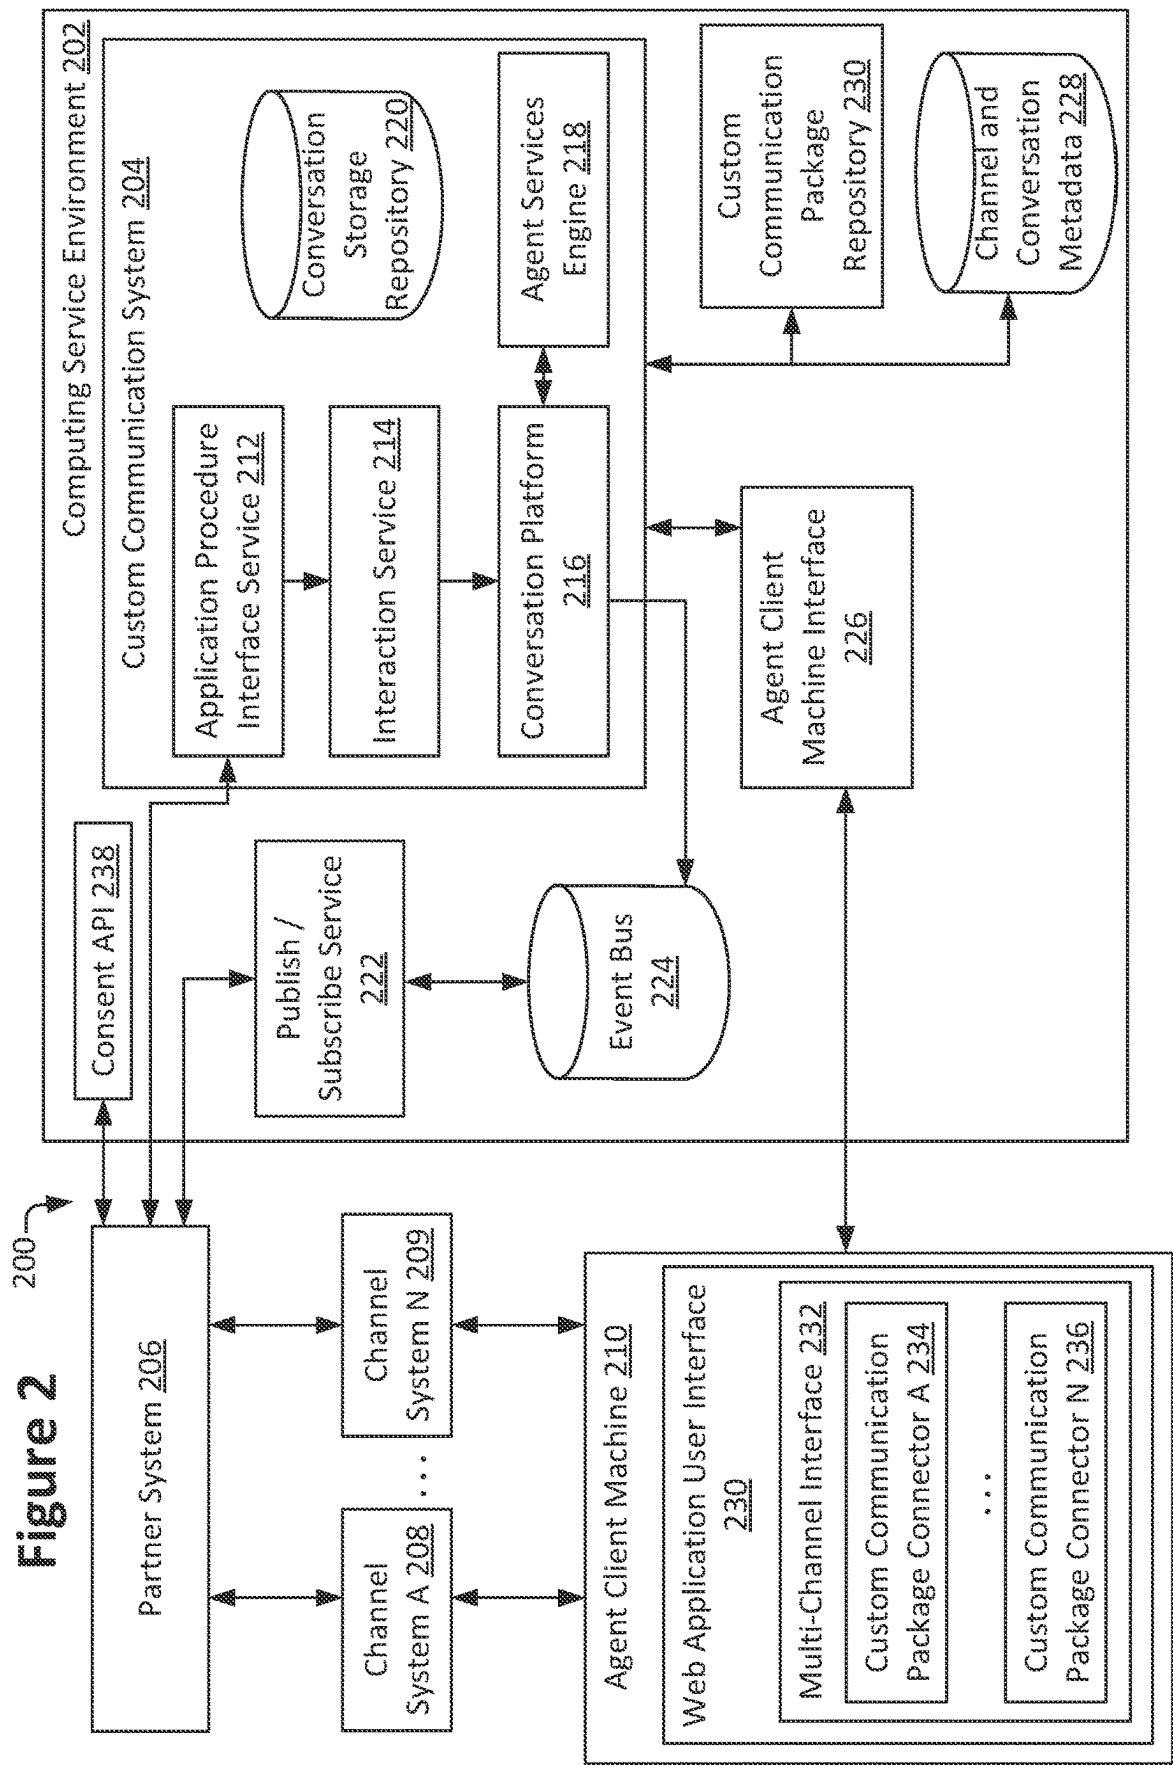 Figure 2
200
Computing Service Environment 202
Partner System 206
Consent API 238
Custom Communication System 204
Application Procedure
Interface Service 212
Conversation
Storage
Repository 220
Channel
System A 208
...
Channel
System N 209
Publish /
Subscribe Service
222
Interaction Service 214
Conversation Platform
216
Agent Services
Engine 218
Event Bus
224
Agent Client Machine 210
Web Application User Interface
230
Multi-Channel Interface 232
Custom Communication
Package Connector A 234
...
Custom Communication
Package Connector N 236
Agent Client
Machine Interface
226
Custom
Communication
Package
Repository 230
Channel and
Conversation
Metadata 228